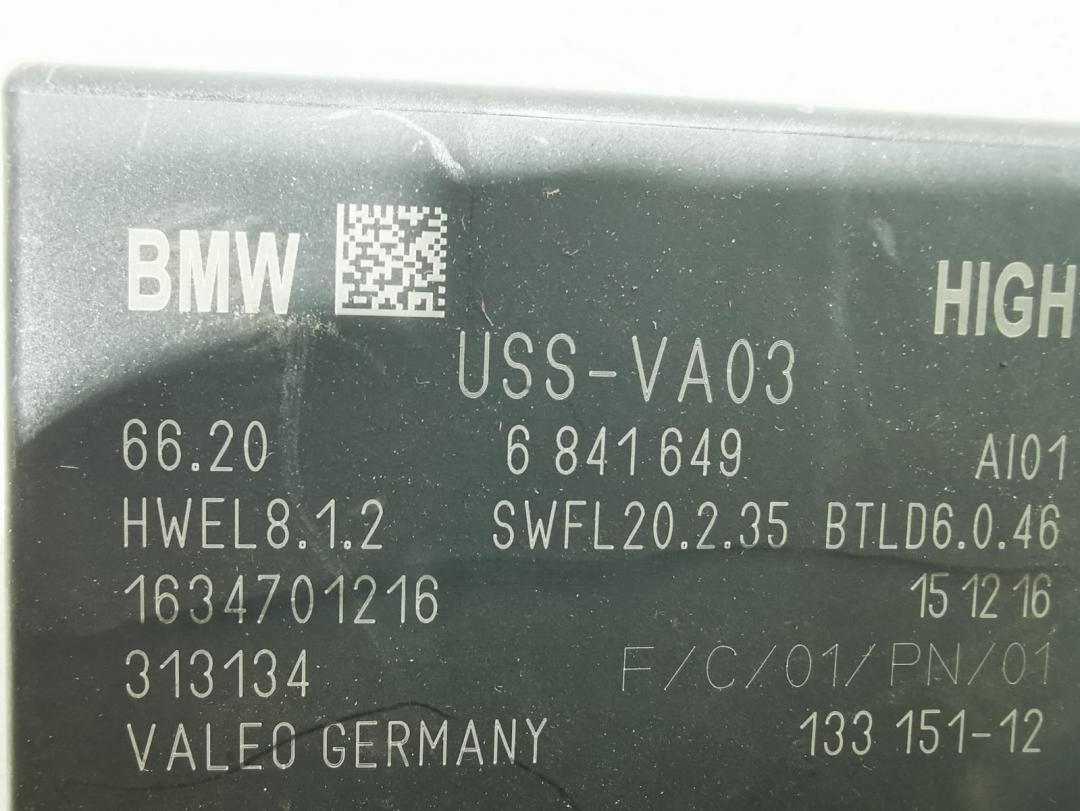 BMW HIGH
USS-VA03
66.20 6 841 649 AI01
HWEL8.1.2 SWFL20.2.35 BTLD6.0.46
1634701216 15 12 16
313134 F/C/01/PN/01
VALEO GERMANY 133 151-12